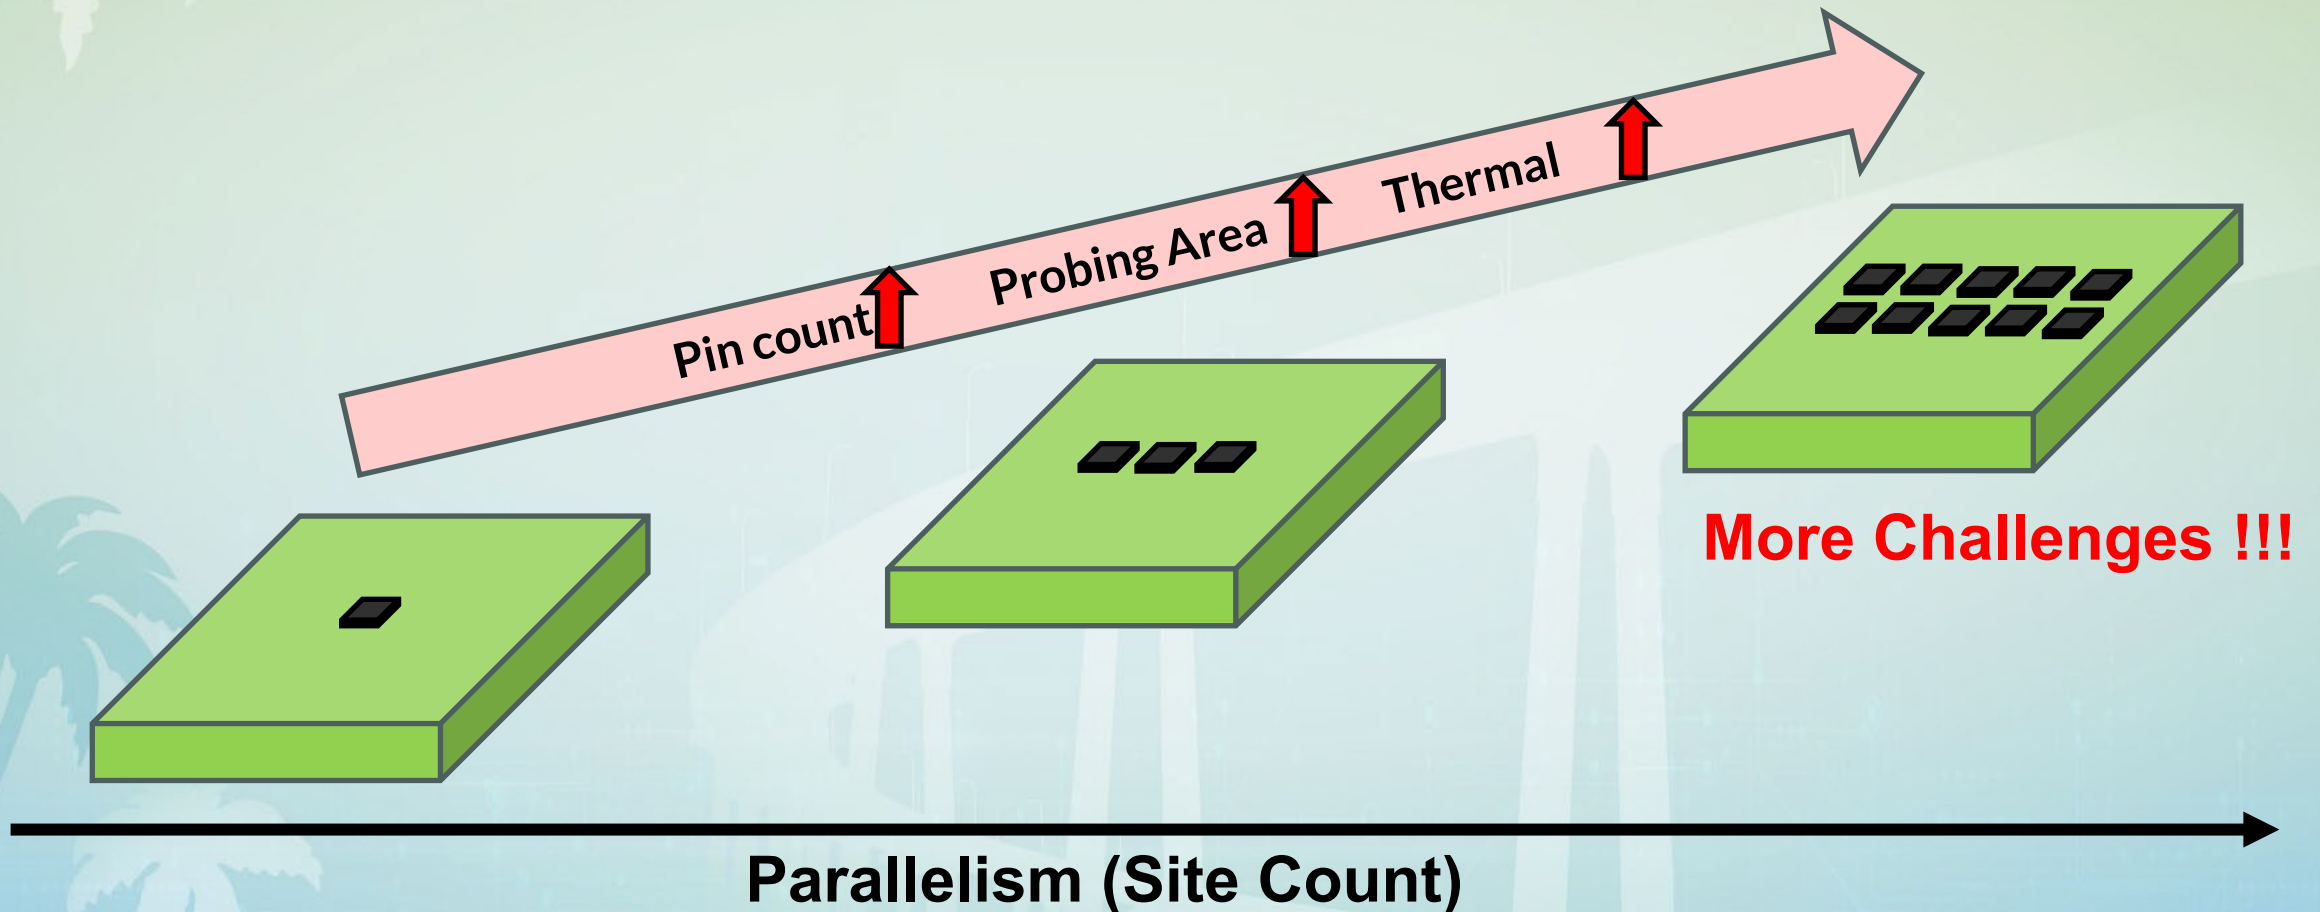 Pin count
Probing Area
Thermal
More Challenges !!!
Parallelism (Site Count)